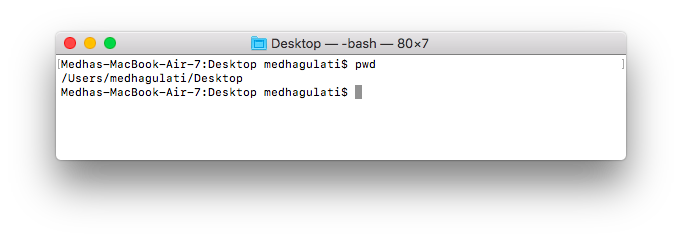 Desktop — -bash — 80×7
[Medhas-MacBook-Air-7:Desktop medhagulati$ pwd ]
/Users/medhagulati/Desktop
Medhas-MacBook-Air-7:Desktop medhagulati$